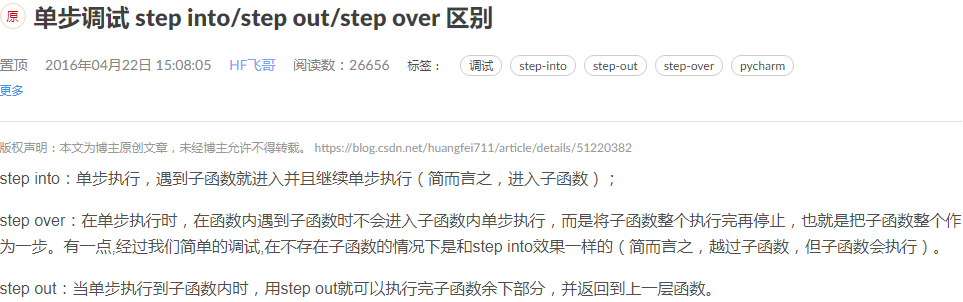 原 单步调试 step into/step out/step over 区别
置顶 2016年04月22日 15:08:05 HF飞哥 阅读数：26656 标签： 调试 step-into step-out step-over pycharm
更多
版权声明：本文为博主原创文章，未经博主允许不得转载。 https://blog.csdn.net/huangfei711/article/details/51220382
step into：单步执行，遇到子函数就进入并且继续单步执行（简而言之，进入子函数）；
step over：在单步执行时，在函数内遇到子函数时不会进入子函数内单步执行，而是将子函数整个执行完再停止，也就是把子函数整个作
为一步。有一点,经过我们简单的调试,在不存在子函数的情况下是和step into效果一样的（简而言之，越过子函数，但子函数会执行）。
step out：当单步执行到子函数内时，用step out就可以执行完子函数余下部分，并返回到上一层函数。